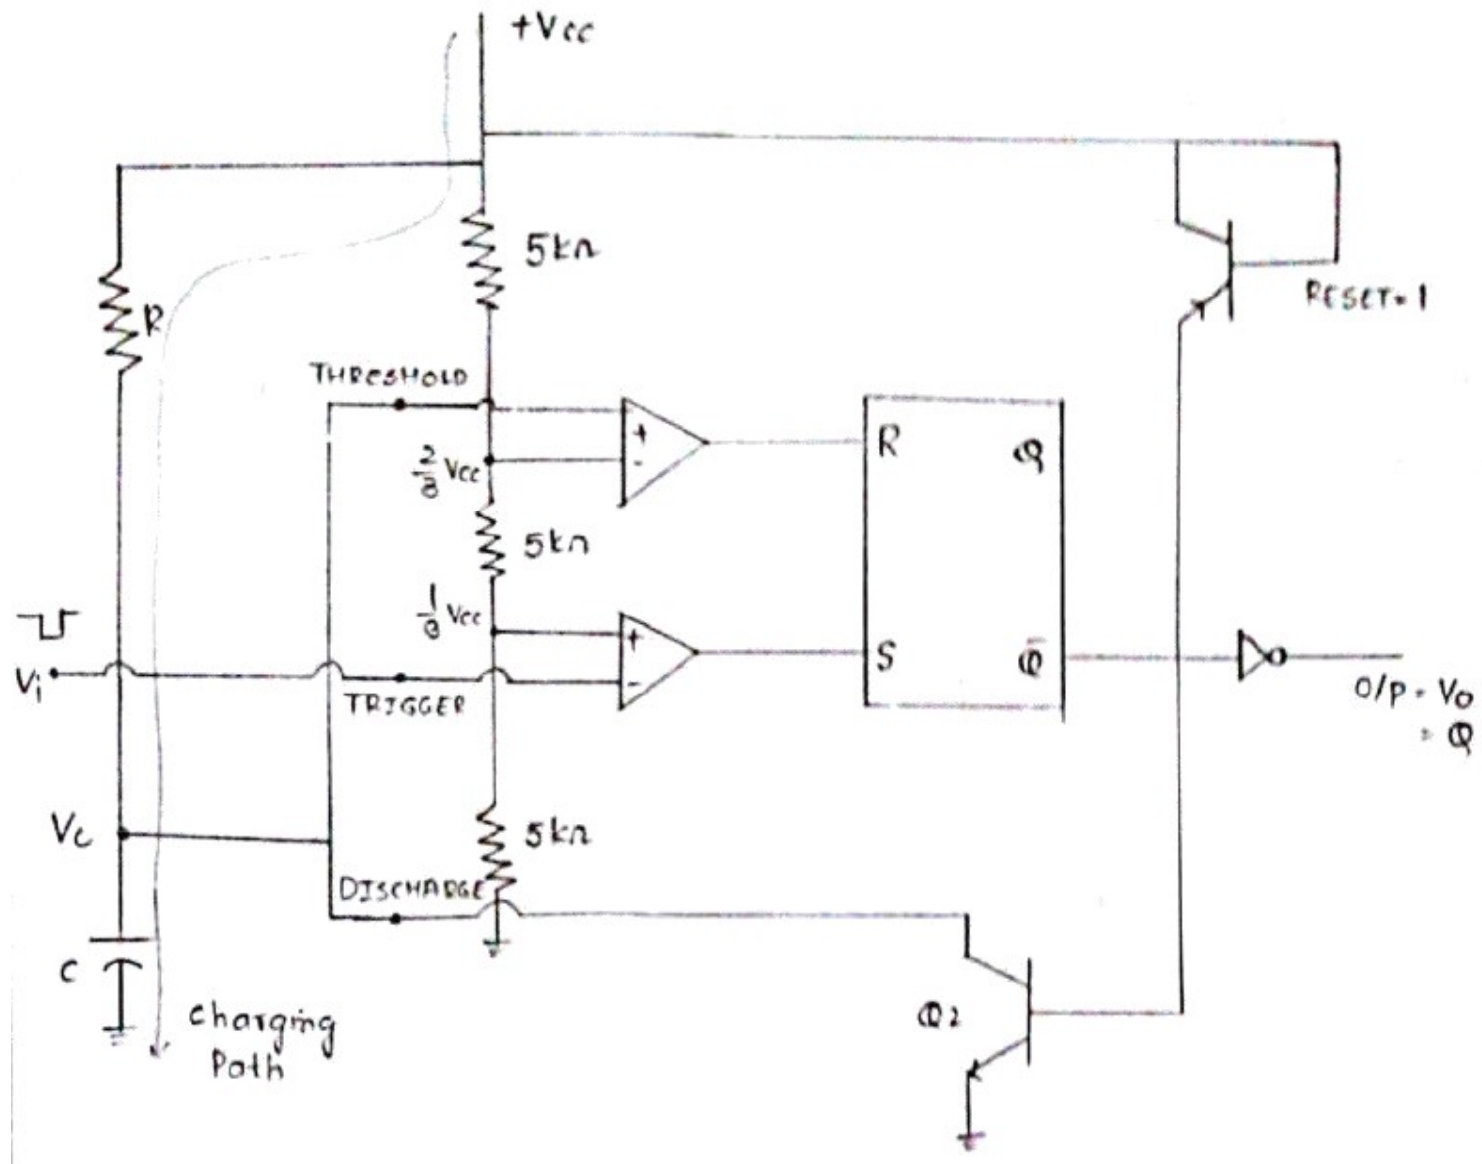 +Vcc
5kΩ
R
RESET=1
THRESHOLD
+
-
R
Q
2/3 Vcc
5kΩ
1/3 Vcc
+
-
S
Q̅
Vi
TRIGGER
O/P = Vo
= Q
Vc
5kΩ
DISCHARGE
C
Q2
Charging
Path